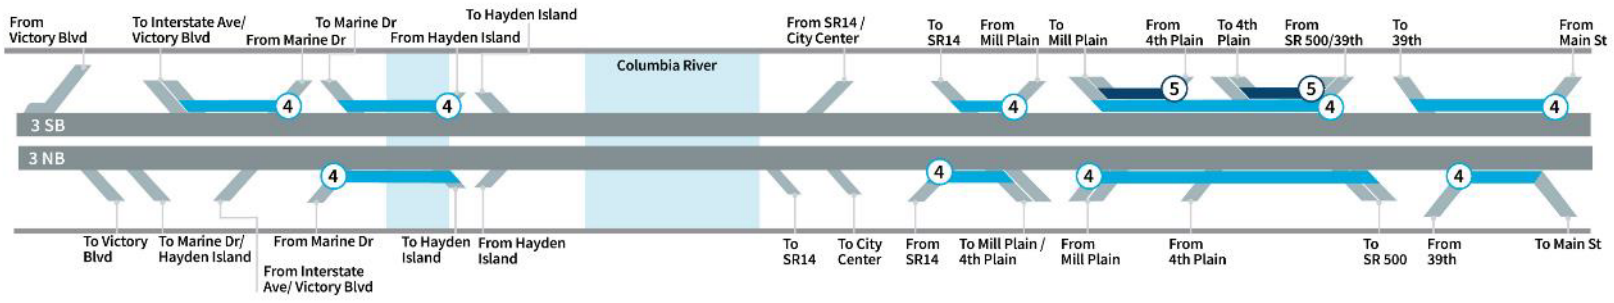 From
Victory Blvd
To Interstate Ave/
Victory Blvd
From Marine Dr
To Marine Dr
From Hayden Island
To Hayden Island
From SR14 /
City Center
To
SR14
From
Mill Plain
To
Mill Plain
From
4th Plain
To 4th
Plain
From
SR 500/39th
To
39th
From
Main St
Columbia River
4
4
4
5
5
4
4
3 SB
3 NB
4
4
4
4
To Victory
Blvd
To Marine Dr/
Hayden Island
From Interstate
Ave/ Victory Blvd
From Marine Dr
To Hayden
Island
From Hayden
Island
To
SR14
To City
Center
From
SR14
To Mill Plain /
4th Plain
From
Mill Plain
From
4th Plain
To
SR 500
From
39th
To Main St